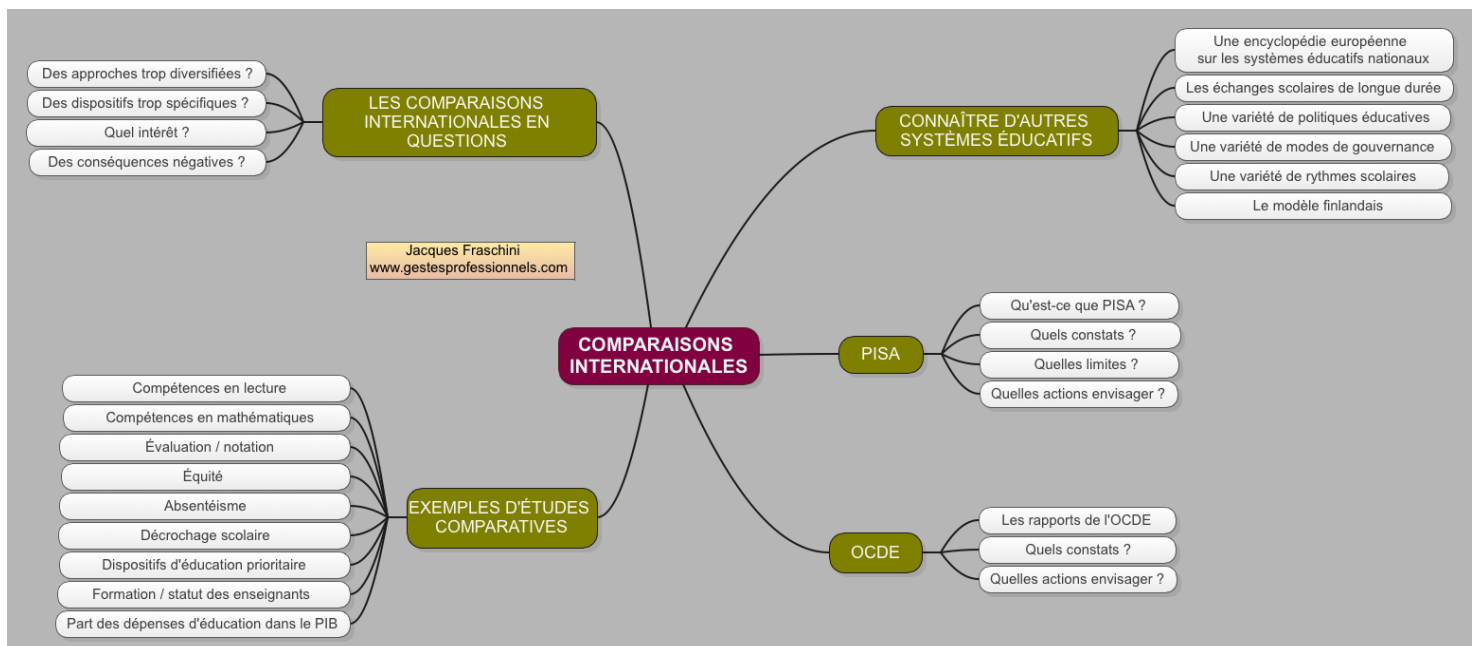 Des approches trop diversifiées ?
Des dispositifs trop spécifiques ?
Quel intérêt ?
Des conséquences négatives ?
LES COMPARAISONS
INTERNATIONALES EN
QUESTIONS
Jacques Fraschini
www.gestesprofessionnels.com
CONNAÎTRE D'AUTRES
SYSTÈMES ÉDUCATIFS
Une encyclopédie européenne
sur les systèmes éducatifs nationaux
Les échanges scolaires de longue durée
Une variété de politiques éducatives
Une variété de modes de gouvernance
Une variété de rythmes scolaires
Le modèle finlandais
COMPARAISONS
INTERNATIONALES
PISA
Qu'est-ce que PISA ?
Quels constats ?
Quelles limites ?
Quelles actions envisager ?
Compétences en lecture
Compétences en mathématiques
Évaluation / notation
Équité
Absentéisme
Décrochage scolaire
Dispositifs d'éducation prioritaire
Formation / statut des enseignants
Part des dépenses d'éducation dans le PIB
EXEMPLES D'ÉTUDES
COMPARATIVES
OCDE
Les rapports de l'OCDE
Quels constats ?
Quelles actions envisager ?